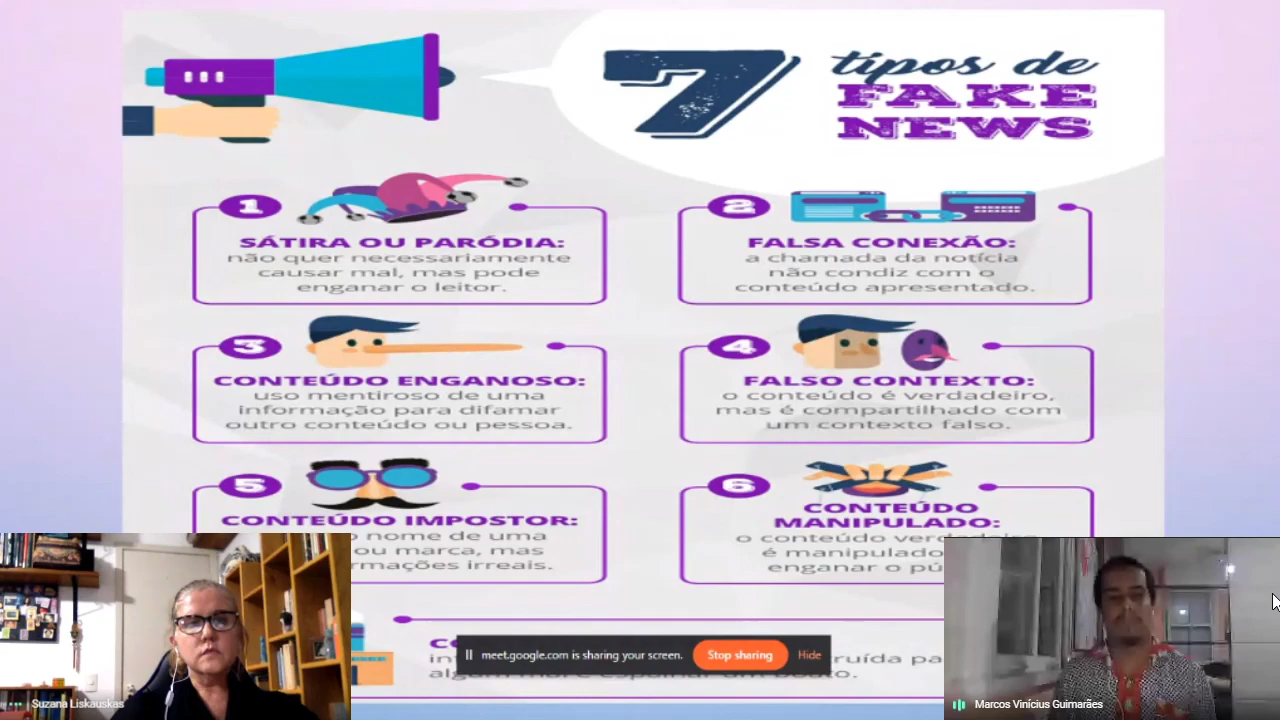 7
tipos de
FAKE
NEWS
1
SÁTIRA OU PARÓDIA:
não quer necessariamente
causar mal, mas pode
enganar o leitor.
2
FALSA CONEXÃO:
a chamada da notícia
não condiz com o
conteúdo apresentado.
3
CONTEÚDO ENGANOSO:
uso mentiroso de uma
informação para difamar
outro conteúdo ou pessoa.
4
FALSO CONTEXTO:
o conteúdo é verdadeiro,
mas é compartilhado com
um contexto falso.
5
CONTEÚDO IMPOSTOR:
nome de uma
ou marca, mas
irreais.
6
CONTEÚDO
MANIPULADO:
o conteúdo
é manipulado
enganar o
meet.google.com is sharing your screen.
Stop sharing
Hide
Suzana Liskauskas
Marcos Vinícius Guimarães